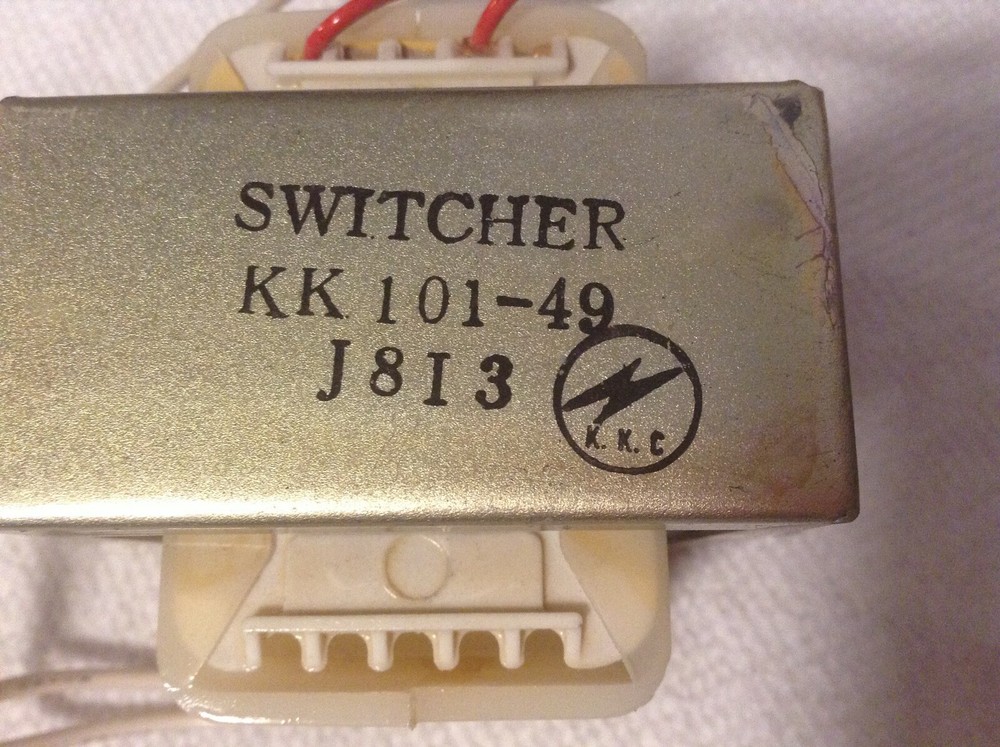 SWITCHER
KK 101-49
J813
K. K. C